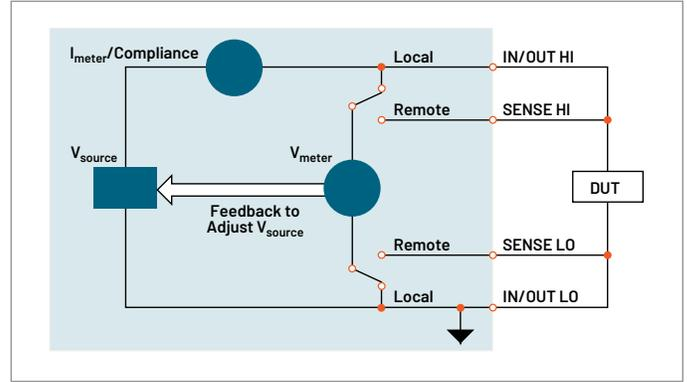 Imeter/Compliance
Local
IN/OUT HI
Remote
SENSE HI
Vsource
Vmeter
DUT
Feedback to
Adjust Vsource
Remote
SENSE LO
Local
IN/OUT LO